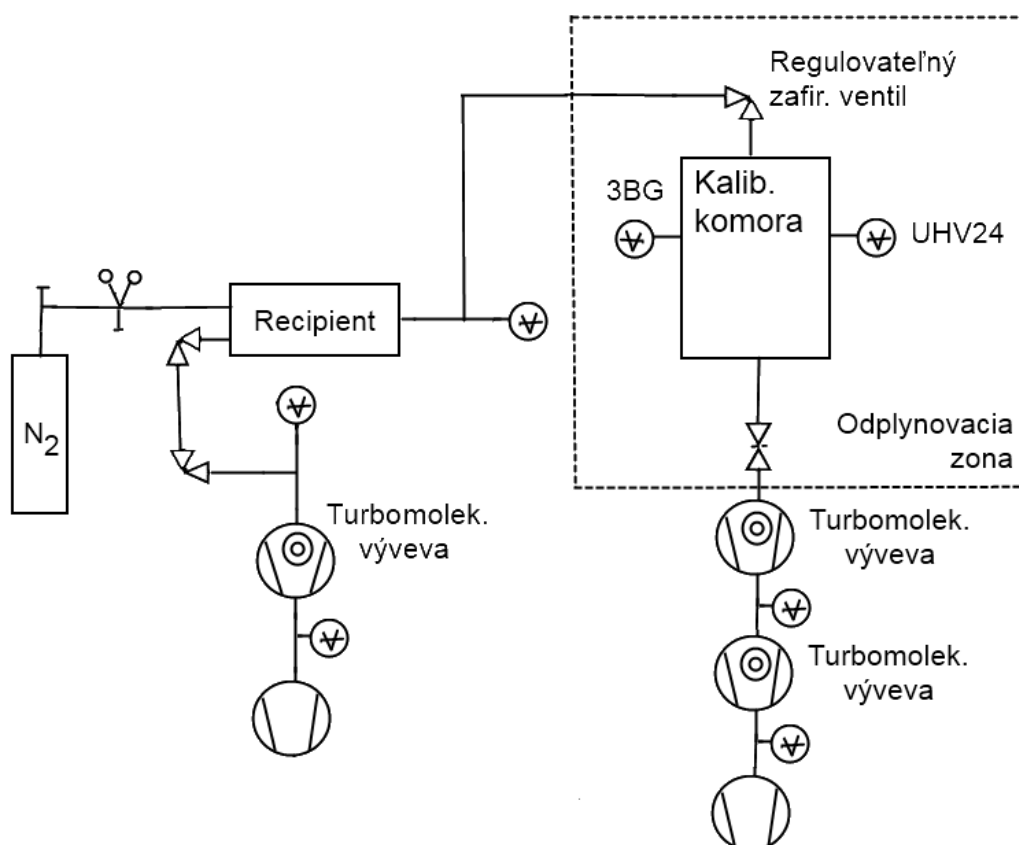 Regulovateľný
zafir. ventil
3BG
Kalib.
komora
UHV24
Recipient
N2
Odplynovacia
zona
Turbomolek.
výveva
Turbomolek.
výveva
Turbomolek.
výveva